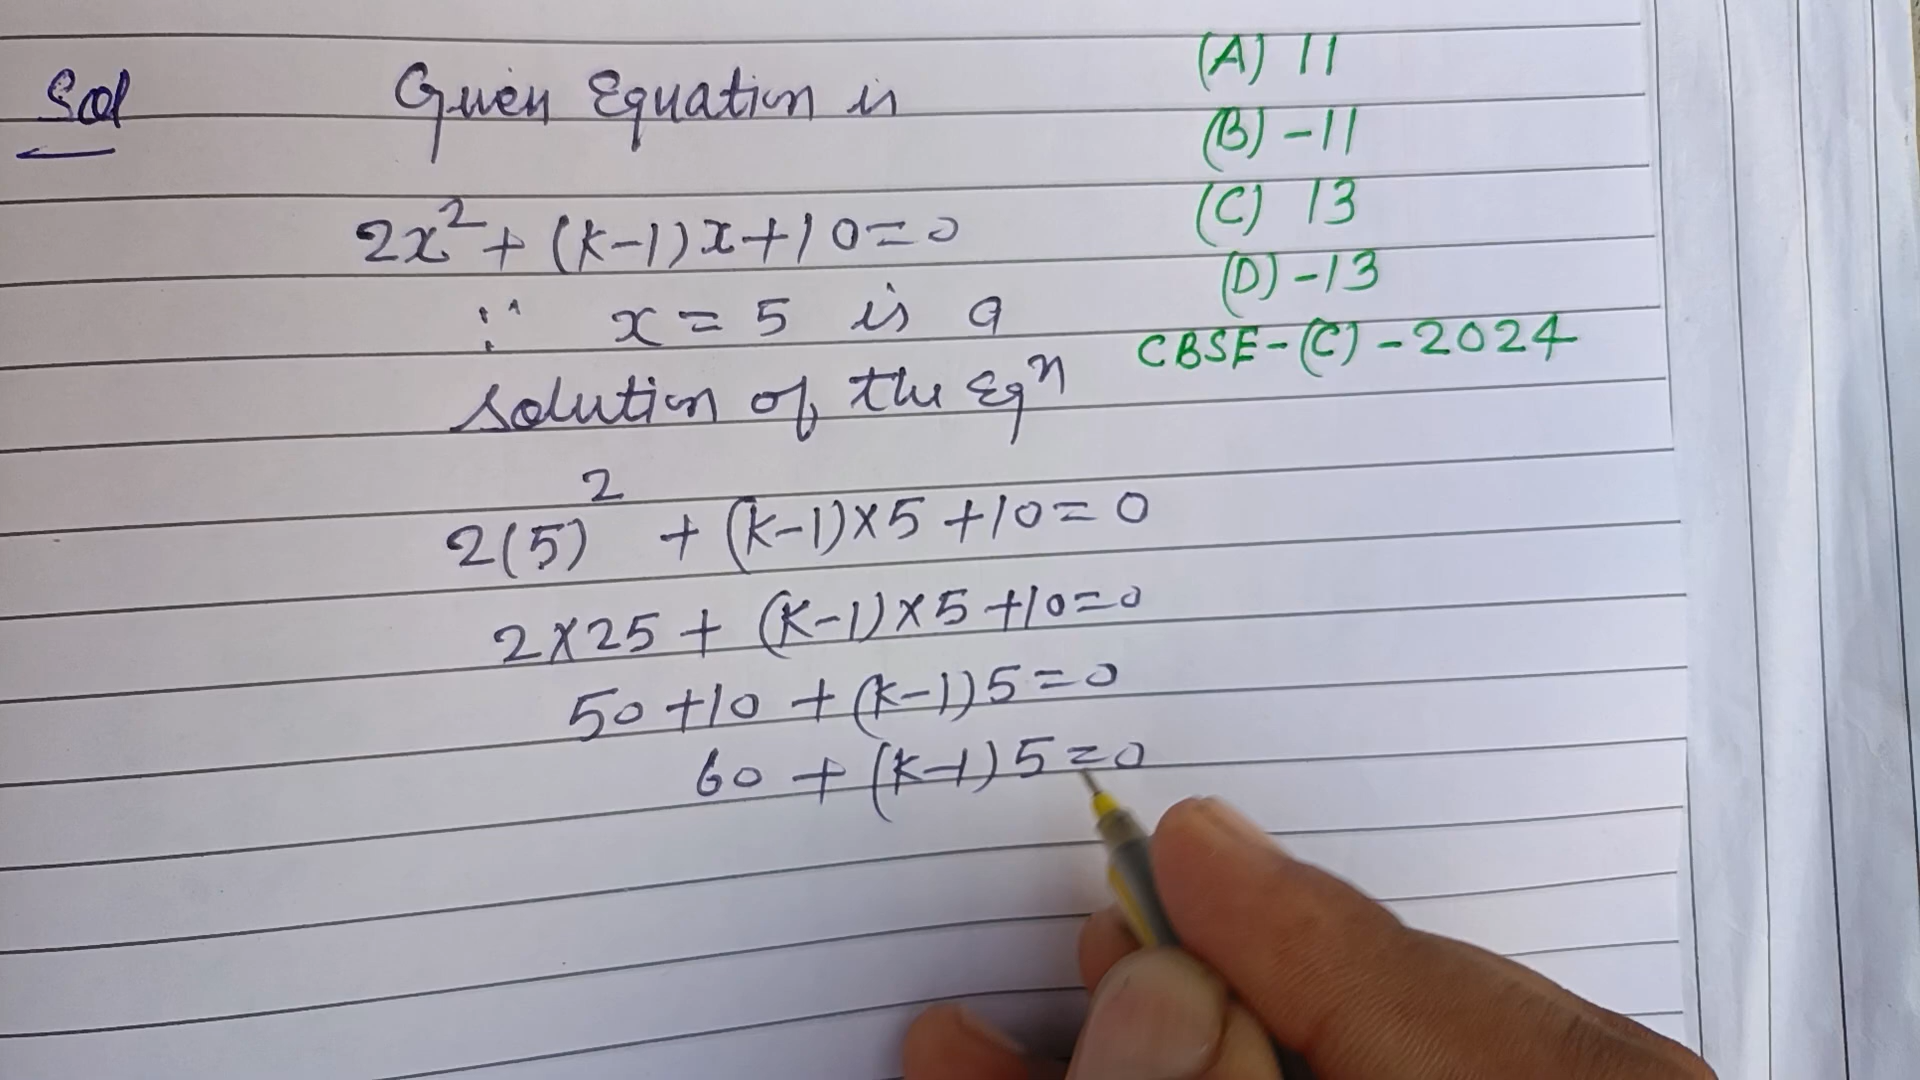 Sol Given Equation is
2x² + (k-1)x+10=0
∵ x = 5 is a
solution of the Eqⁿ
2(5)² + (k-1)×5+10=0
2×25 + (k-1)×5+10=0
50+10 + (k-1)5=0
60 + (k-1)5=0
(A) 11
(B) -11
(C) 13
(D) -13
CBSE-(C)-2024